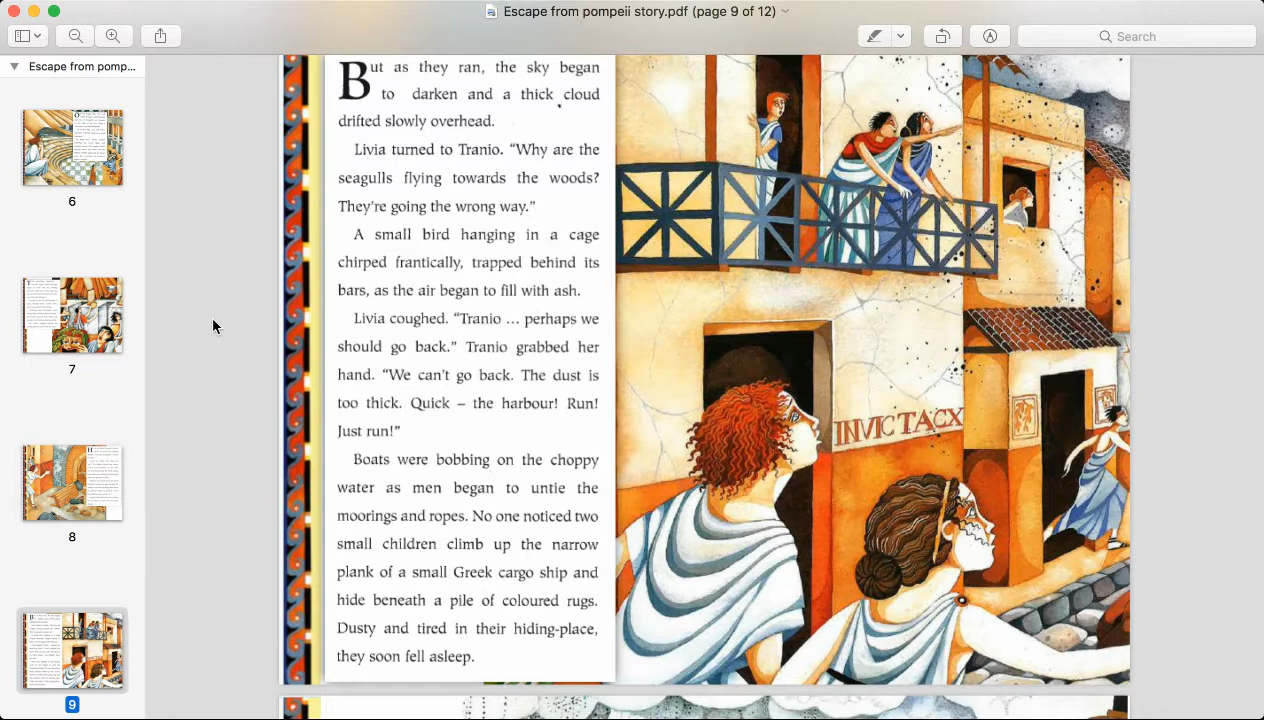 Escape from pompeii story.pdf (page 9 of 12)
Search
Escape from pomp...
6
7
8
9
But as they ran, the sky began
to darken and a thick cloud
drifted slowly overhead.
Livia turned to Tranio. “Why are the
seagulls flying towards the woods?
They’re going the wrong way.”
A small bird hanging in a cage
chirped frantically, trapped behind its
bars, as the air began to fill with ash.
Livia coughed. “Tranio … perhaps we
should go back.” Tranio grabbed her
hand. “We can’t go back. The dust is
too thick. Quick – the harbour! Run!
Just run!”
Boats were bobbing on the choppy
water as men began to untie the
moorings and ropes. No one noticed two
small children climb up the narrow
plank of a small Greek cargo ship and
hide beneath a pile of coloured rugs.
Dusty and tired in their hiding-place,
they soon fell asleep.
INVICTACX